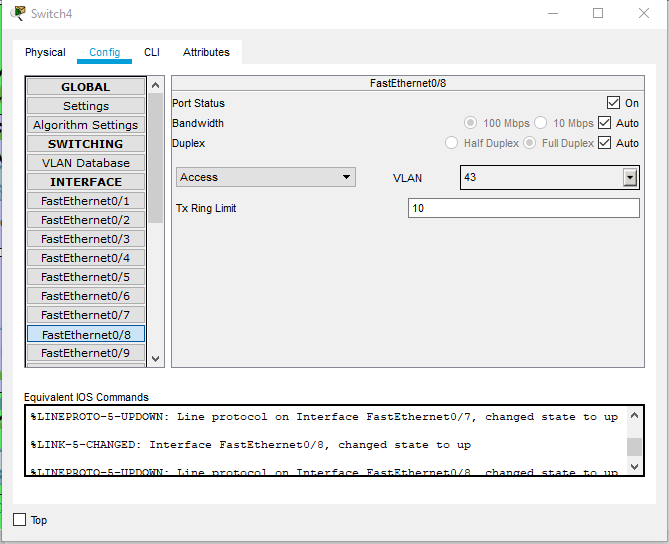 Switch4
Physical Config CLI Attributes
GLOBAL
Settings
Algorithm Settings
SWITCHING
VLAN Database
INTERFACE
FastEthernet0/1
FastEthernet0/2
FastEthernet0/3
FastEthernet0/4
FastEthernet0/5
FastEthernet0/6
FastEthernet0/7
FastEthernet0/8
FastEthernet0/9
FastEthernet0/8
Port Status On
Bandwidth 100 Mbps 10 Mbps Auto
Duplex Half Duplex Full Duplex Auto
Access VLAN 43
Tx Ring Limit 10
Equivalent IOS Commands
%LINEPROTO-5-UPDOWN: Line protocol on Interface FastEthernet0/7, changed state to up
%LINK-5-CHANGED: Interface FastEthernet0/8, changed state to up
%LINEPROTO-5-UPDOWN: Line protocol on Interface FastEthernet0/8, changed state to up
Top